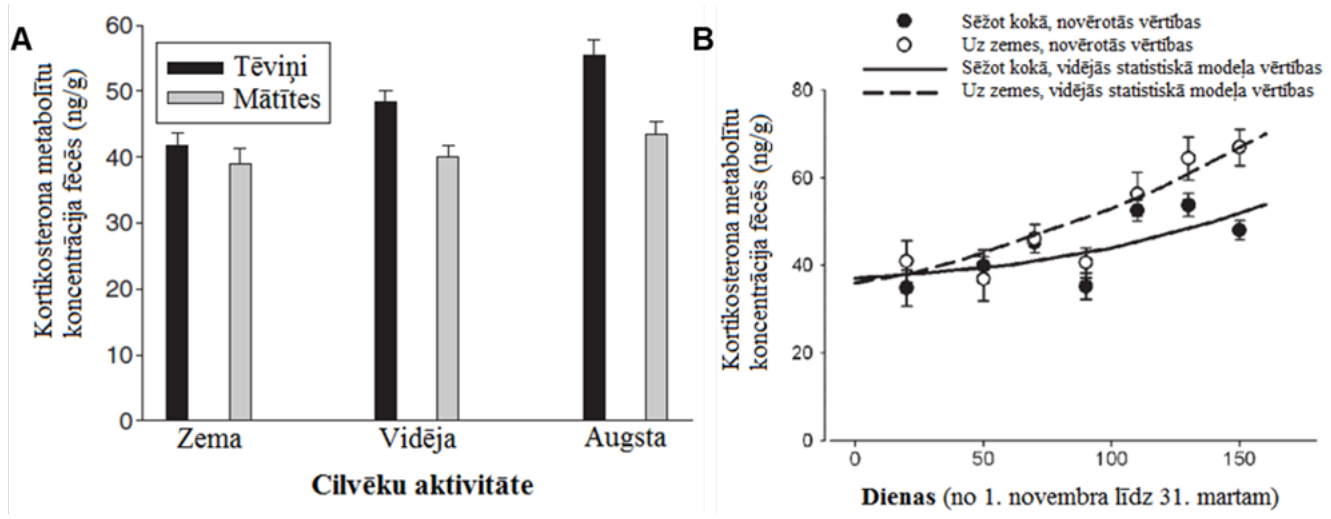 A
Kortikosterona metabolītu
koncentrācija fēcēs (ng/g)
60
50
40
30
20
10
0
Tēviņi
Mātītes
Zema
Vidēja
Augsta
Cilvēku aktivitāte
B
Sēžot kokā, novērotās vērtības
Uz zemes, novērotās vērtības
Sēžot kokā, vidējās statistiskā modeļa vērtības
Uz zemes, vidējās statistiskā modeļa vērtības
Kortikosterona metabolītu
koncentrācija fēcēs (ng/g)
80
60
40
20
0
0
50
100
150
Dienas (no 1. novembra līdz 31. martam)